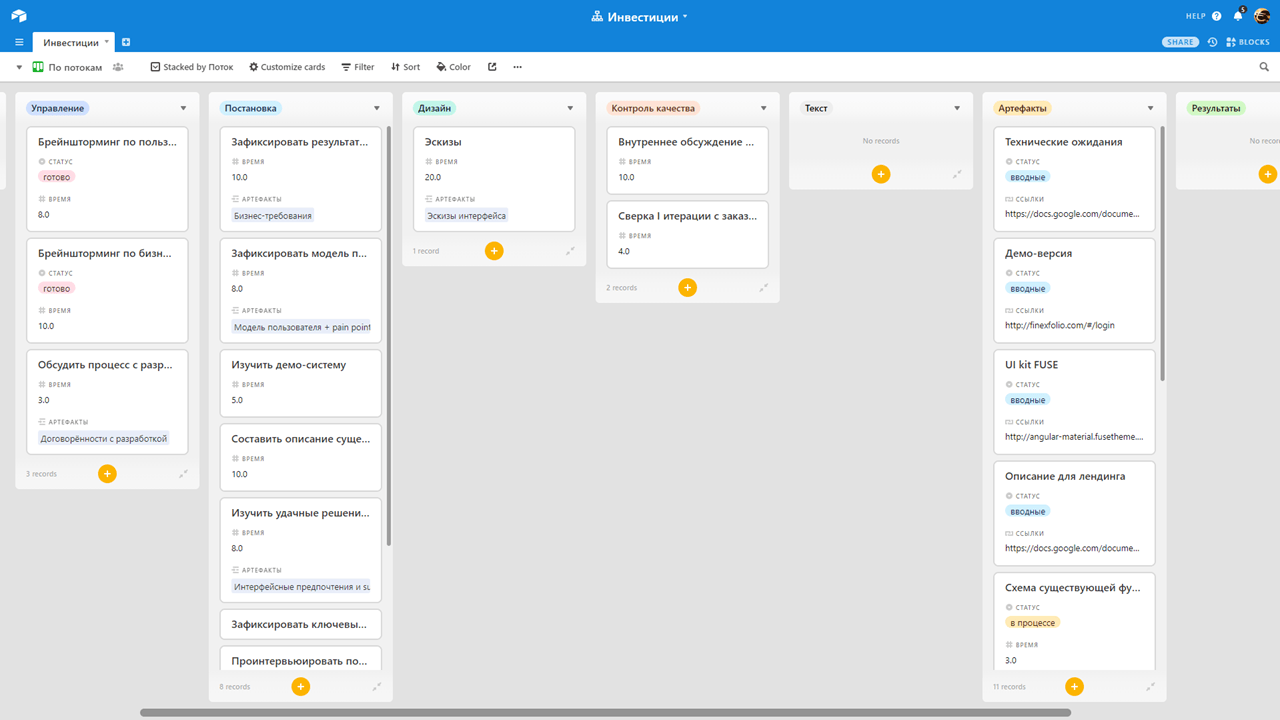 Инвестиции
HELP
5
Инвестиции
SHARE
BLOCKS
По потокам
Stacked by Поток
Customize cards
Filter
Sort
Color
Управление
Брейншторминг по польз...
СТАТУС
готово
ВРЕМЯ
8.0
Брейншторминг по бизн...
СТАТУС
готово
ВРЕМЯ
10.0
Обсудить процесс с разр...
ВРЕМЯ
3.0
АРТЕФАКТЫ
Договорённости с разработкой
3 records
Постановка
Зафиксировать результат...
ВРЕМЯ
10.0
АРТЕФАКТЫ
Бизнес-требования
Зафиксировать модель п...
ВРЕМЯ
8.0
АРТЕФАКТЫ
Модель пользователя + pain point
Изучить демо-систему
ВРЕМЯ
5.0
Составить описание суще...
ВРЕМЯ
10.0
Изучить удачные решени...
ВРЕМЯ
8.0
АРТЕФАКТЫ
Интерфейсные предпочтения и su
Зафиксировать ключевы...
Проинтервьюировать по...
8 records
Дизайн
Эскизы
ВРЕМЯ
20.0
АРТЕФАКТЫ
Эскизы интерфейса
1 record
Контроль качества
Внутреннее обсуждение ...
ВРЕМЯ
10.0
Сверка I итерации с заказ...
ВРЕМЯ
4.0
2 records
Текст
No records
Артефакты
Технические ожидания
СТАТУС
вводные
ССЫЛКИ
https://docs.google.com/docume...
Демо-версия
СТАТУС
вводные
ССЫЛКИ
http://finexfolio.com/#/login
UI kit FUSE
СТАТУС
вводные
ССЫЛКИ
http://angular-material.fusetheme....
Описание для лендинга
СТАТУС
вводные
ССЫЛКИ
https://docs.google.com/docume...
Схема существующей фу...
СТАТУС
в процессе
ВРЕМЯ
3.0
11 records
Результаты
No recor